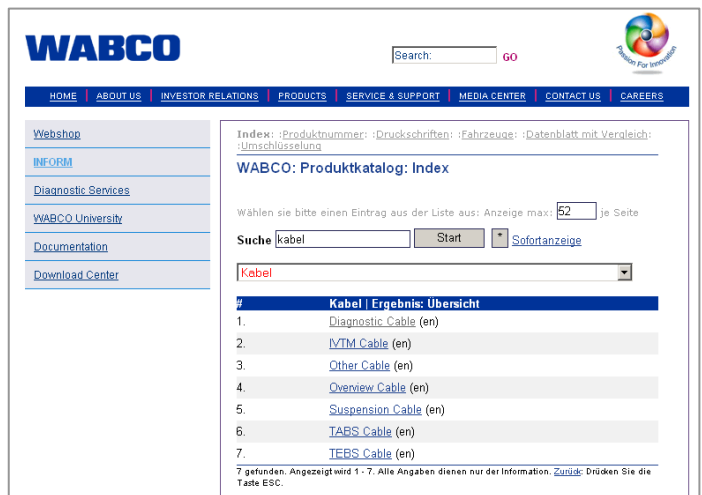 WABCO
Search: GO
Passion For Innovation
HOME | ABOUT US | INVESTOR RELATIONS | PRODUCTS | SERVICE & SUPPORT | MEDIA CENTER | CONTACT US | CAREERS
Webshop
INFORM
Diagnostic Services
WABCO University
Documentation
Download Center
Index: :Produktnummer: :Druckschriften: :Fahrzeuge: :Datenblatt mit Vergleich:
:Umschlüsselung
WABCO: Produktkatalog: Index
Wählen sie bitte einen Eintrag aus der Liste aus: Anzeige max: 52 je Seite
Suche kabel Start * Sofortanzeige
Kabel
# Kabel | Ergebnis: Übersicht
1. Diagnostic Cable (en)
2. IVTM Cable (en)
3. Other Cable (en)
4. Overview Cable (en)
5. Suspension Cable (en)
6. TABS Cable (en)
7. TEBS Cable (en)
7 gefunden. Angezeigt wird 1 - 7. Alle Angaben dienen nur der Information. Zurück: Drücken Sie die
Taste ESC.